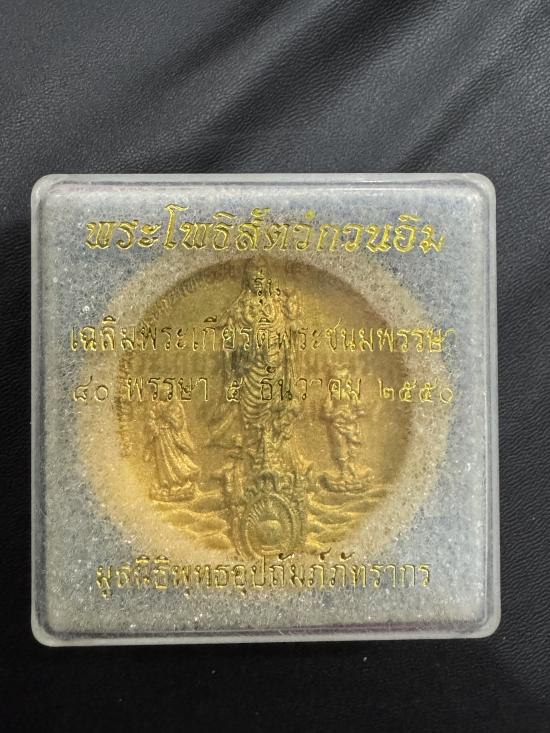 พระโพธิสัตว์กวนอิม
รุ่น
เฉลิมพระเกียรติพระชนมพรรษา
๘๐ พรรษา ๕ ธันวาคม ๒๕๕๐
มูลนิธิพุทธอุปถัมภ์ภัทรากร